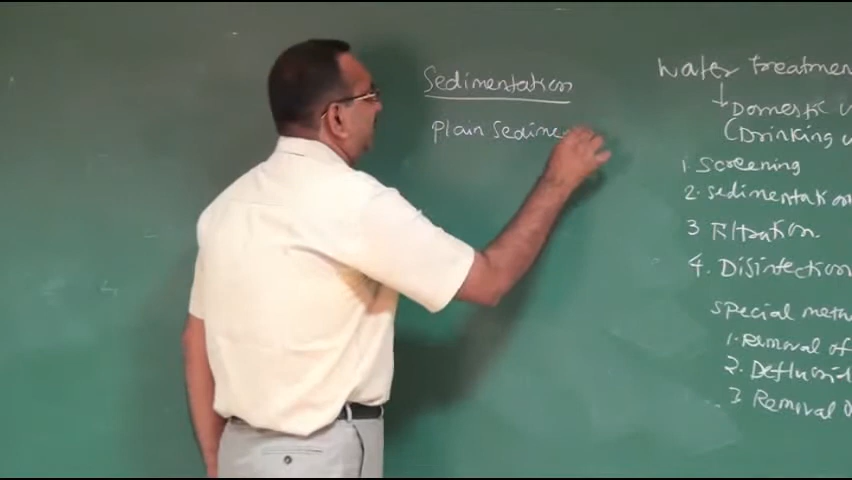 Sedimentation
Plain Sedime
Water treatmen
Domestic
(Drinking
1. Screening
2. Sedimentation
3 Filtration.
4. Disinfection
Special meth
1. Removal of
2. Defluorid
3. Removal